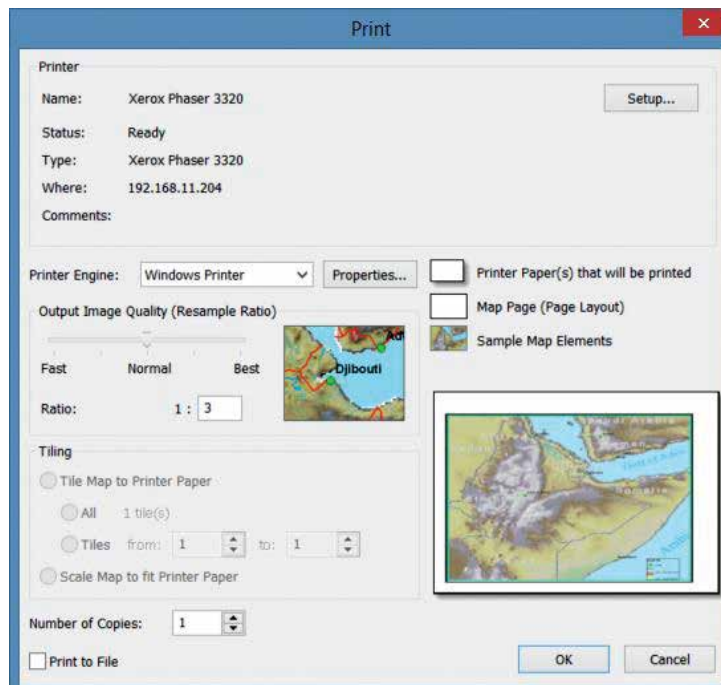 Print
Printer
Name: Xerox Phaser 3320
Setup...
Status: Ready
Type: Xerox Phaser 3320
Where: 192.168.11.204
Comments:
Printer Engine: Windows Printer Properties...
Printer Paper(s) that will be printed
Map Page (Page Layout)
Sample Map Elements
Output Image Quality (Resample Ratio)
Fast Normal Best
Ratio: 1 : 3
Djibouti
Tiling
Tile Map to Printer Paper
All 1 tile(s)
Tiles from: 1 to: 1
Scale Map to fit Printer Paper
Number of Copies: 1
Print to File
OK Cancel